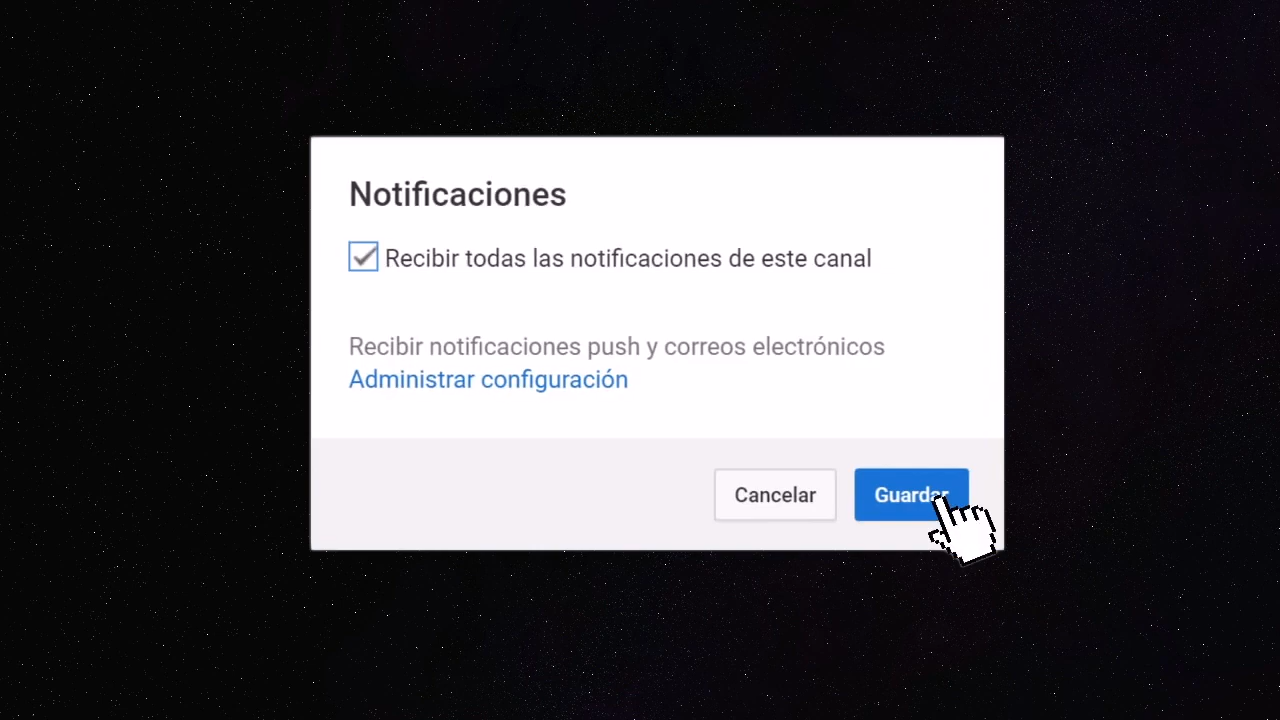 Notificaciones
Recibir todas las notificaciones de este canal
Recibir notificaciones push y correos electrónicos
Administrar configuración
Cancelar Guardar